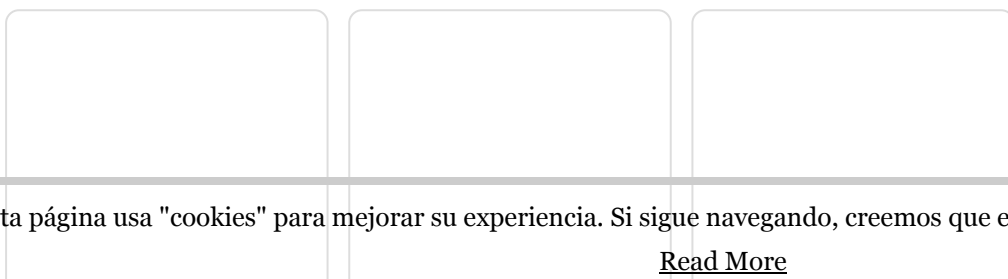 ta página usa "cookies" para mejorar su experiencia. Si sigue navegando, creemos que e
Read More